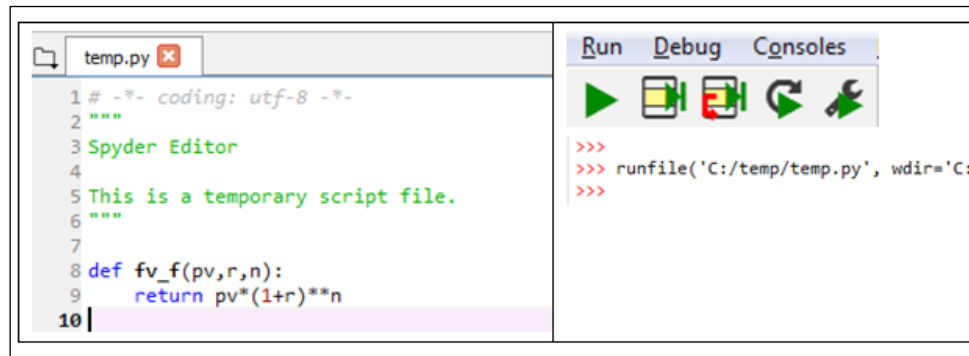 temp.py
1 # -*- coding: utf-8 -*-
2 """
3 Spyder Editor
4
5 This is a temporary script file.
6 """
7
8 def fv_f(pv,r,n):
9     return pv*(1+r)**n
10
Run Debug Consoles
>>>
>>> runfile('C:/temp/temp.py', wdir='C:
>>>